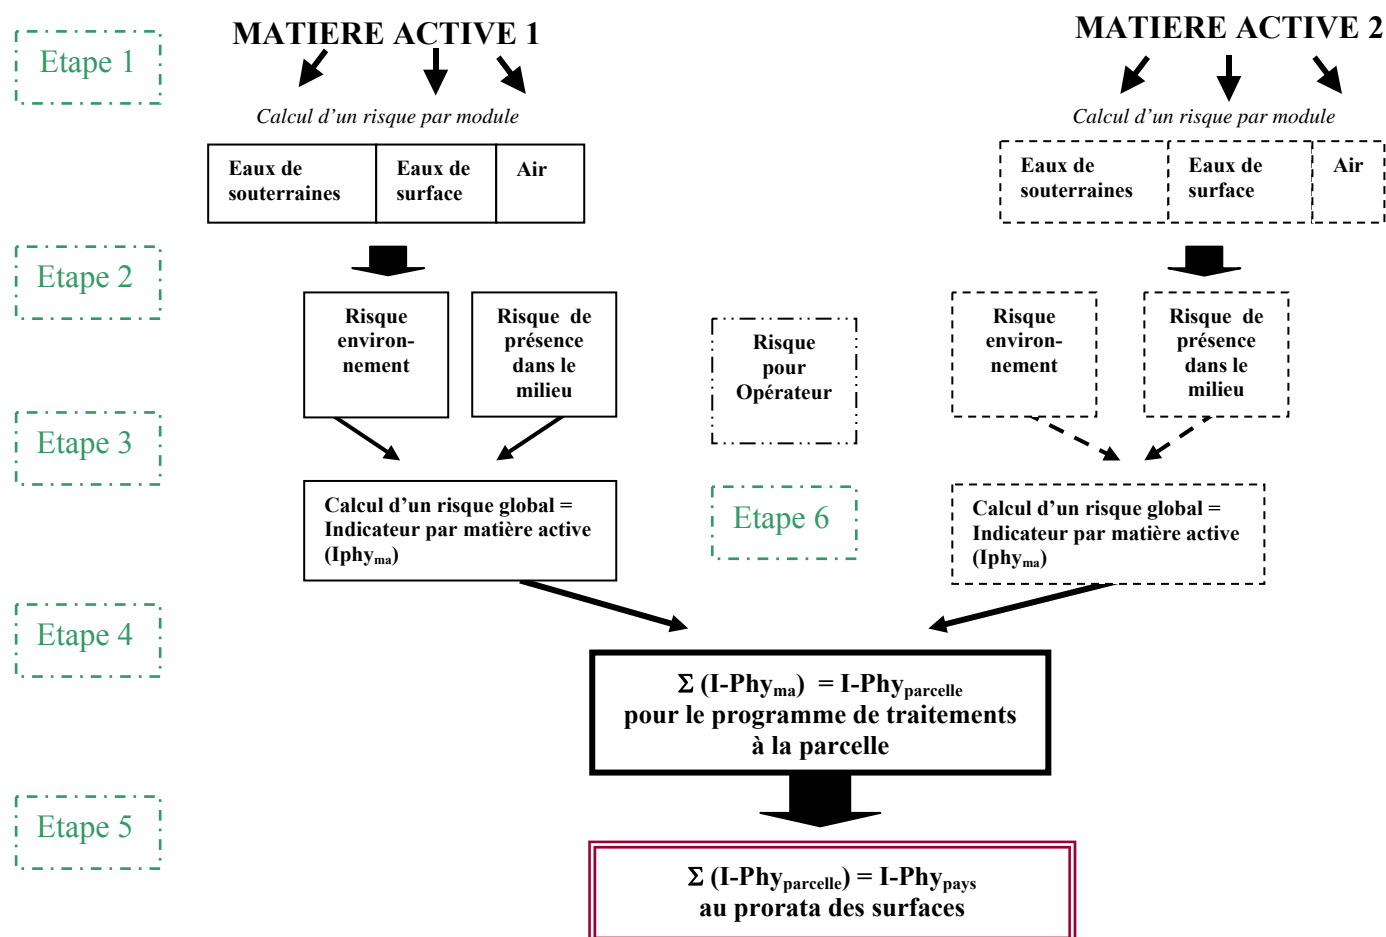 Etape 1
MATIERE ACTIVE 1
MATIERE ACTIVE 2
Calcul d'un risque par module
Calcul d'un risque par module
Eaux de
souterraines
Eaux de
surface
Air
Eaux de
souterraines
Eaux de
surface
Air
Etape 2
Risque
environ-
nement
Risque de
présence
dans le
milieu
Risque
pour
Opérateur
Risque
environ-
nement
Risque de
présence
dans le
milieu
Etape 3
Calcul d'un risque global =
Indicateur par matière active
(Iphyma)
Etape 6
Calcul d'un risque global =
Indicateur par matière active
(Iphyma)
Etape 4
Σ (I-Phyma) = I-Phyparcelle
pour le programme de traitements
à la parcelle
Etape 5
Σ (I-Phyparcelle) = I-Phypays
au prorata des surfaces